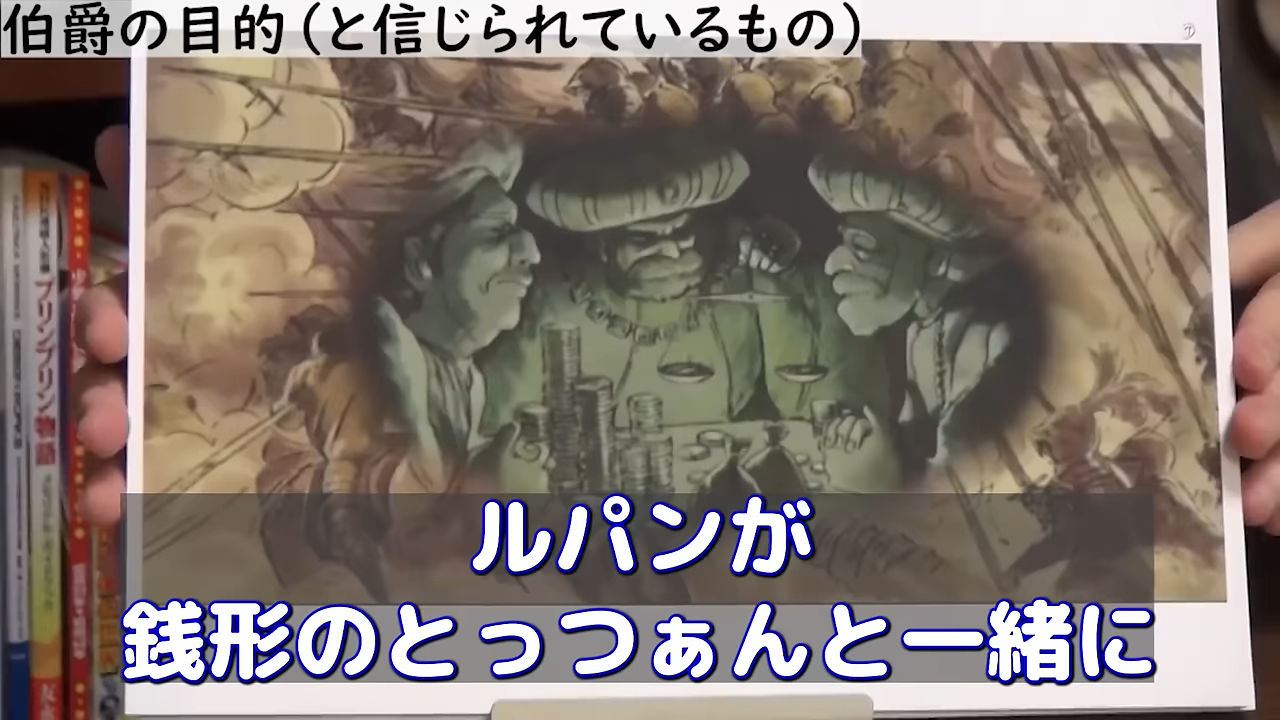 伯爵の目的(と信じられているもの)
⑦
プリンプリン物語
ルパンが
銭形のとっつぁんと一緒に